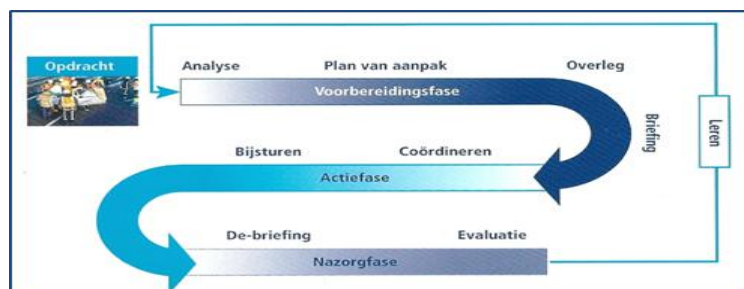 Opdracht
Analyse Plan van aanpak Overleg
Voorbereidingsfase
Briefing
Leren
Bijsturen Coördineren
Actiefase
De-briefing Evaluatie
Nazorgfase